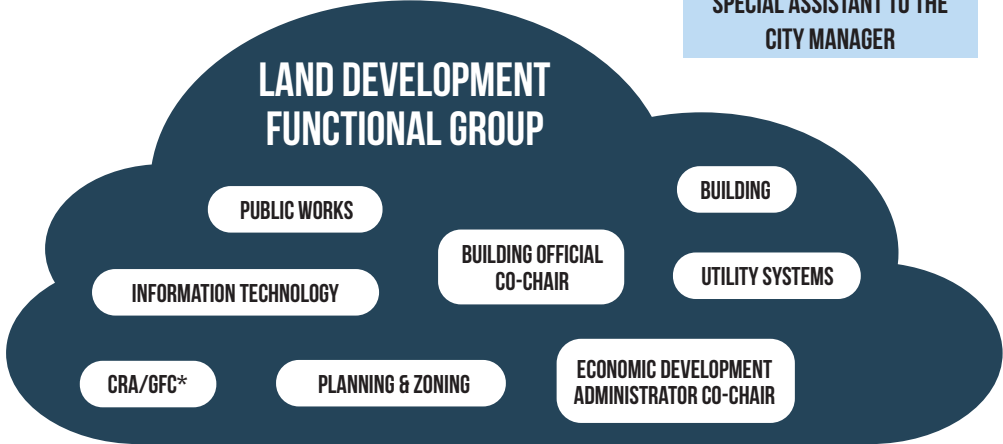 SPECIAL ASSISTANT TO THE
CITY MANAGER
LAND DEVELOPMENT
FUNCTIONAL GROUP
BUILDING
PUBLIC WORKS
BUILDING OFFICIAL
CO-CHAIR
UTILITY SYSTEMS
INFORMATION TECHNOLOGY
ECONOMIC DEVELOPMENT
ADMINISTRATOR CO-CHAIR
CRA/GFC*
PLANNING & ZONING